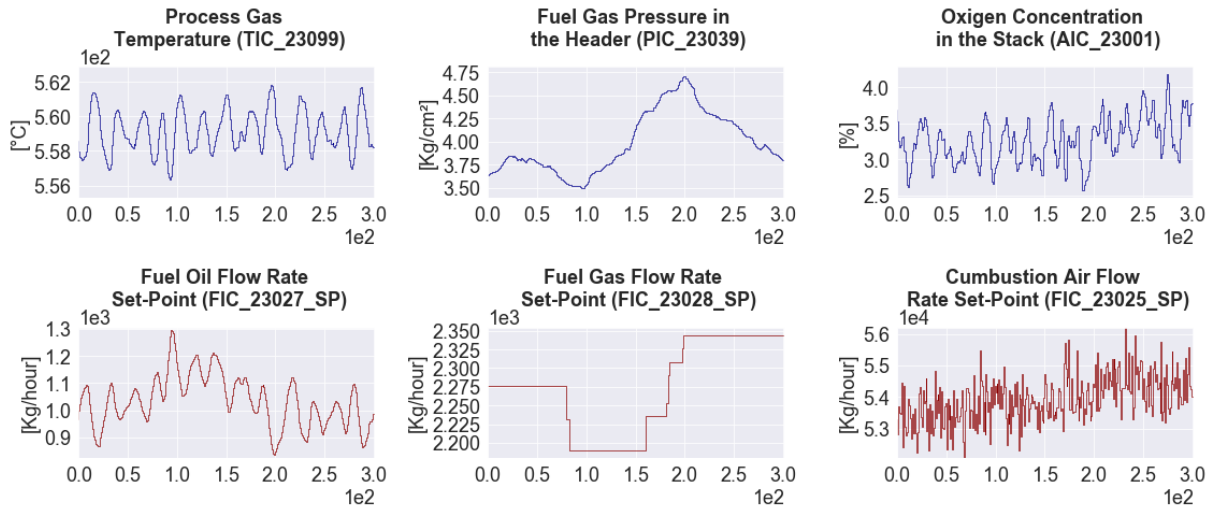 Process Gas
Temperature (TIC_23099)
1e2
5.62
5.60
5.58
5.56
[°C]
0.0 0.5 1.0 1.5 2.0 2.5 3.0
1e2
Fuel Gas Pressure in
the Header (PIC_23039)
4.75
4.50
4.25
4.00
3.75
3.50
[Kg/cm²]
0.0 0.5 1.0 1.5 2.0 2.5 3.0
1e2
Oxigen Concentration
in the Stack (AIC_23001)
4.0
3.5
3.0
2.5
[%]
0.0 0.5 1.0 1.5 2.0 2.5 3.0
1e2
Fuel Oil Flow Rate
Set-Point (FIC_23027_SP)
1e3
1.3
1.2
1.1
1.0
0.9
[Kg/hour]
0.0 0.5 1.0 1.5 2.0 2.5 3.0
1e2
Fuel Gas Flow Rate
Set-Point (FIC_23028_SP)
1e3
2.350
2.325
2.300
2.275
2.250
2.225
2.200
[Kg/hour]
0.0 0.5 1.0 1.5 2.0 2.5 3.0
1e2
Cumbustion Air Flow
Rate Set-Point (FIC_23025_SP)
1e4
5.6
5.5
5.4
5.3
[Kg/hour]
0.0 0.5 1.0 1.5 2.0 2.5 3.0
1e2